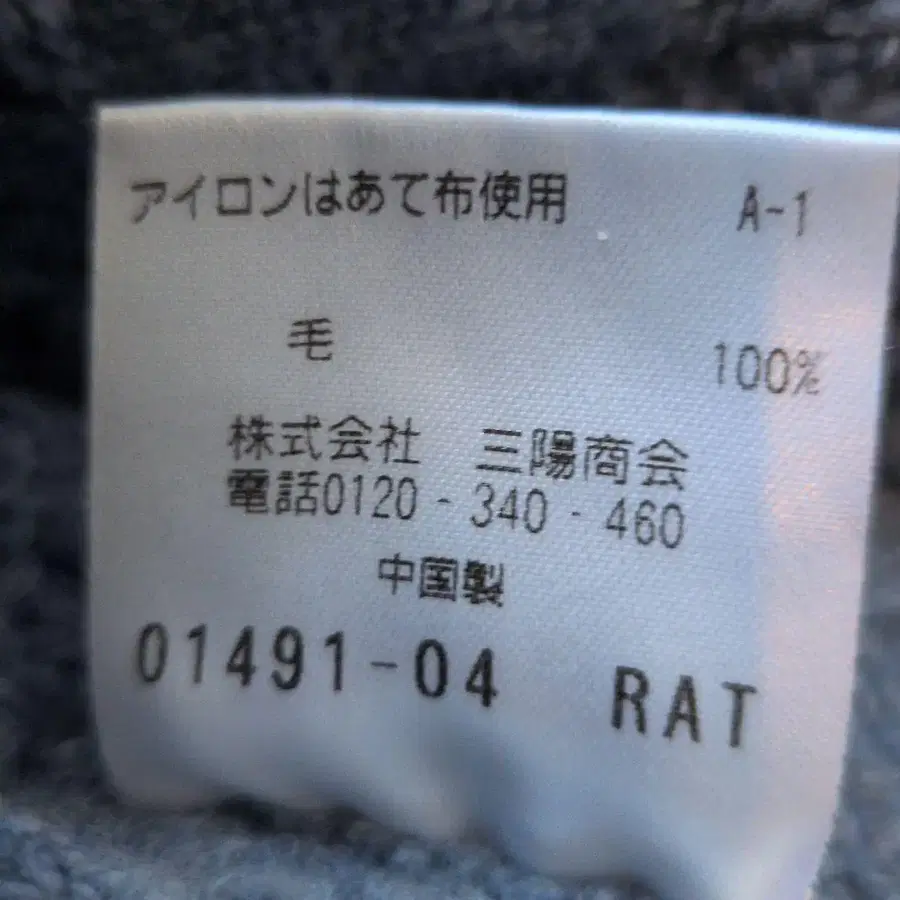 アイロンはあて布使用 A-1
毛 100%
株式会社 三陽商会
電話0120-340-460
中国製
01491-04 RAT